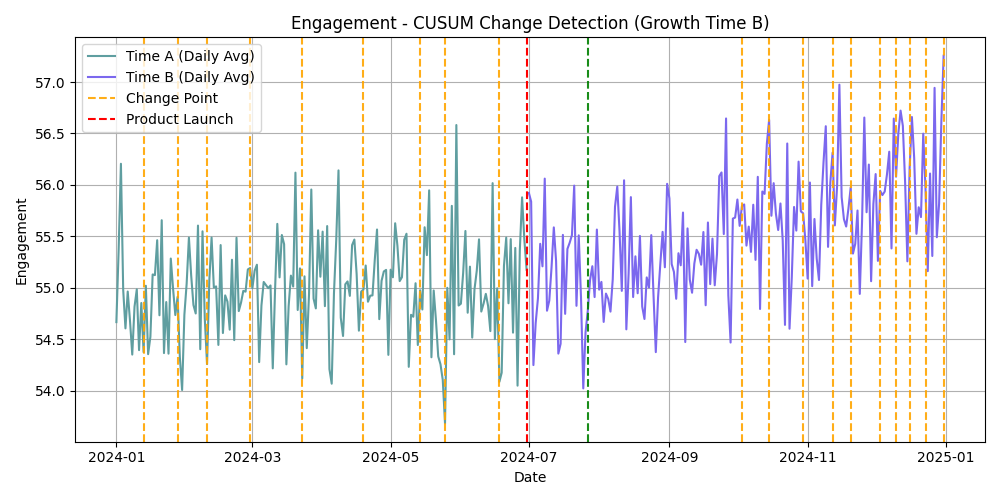 Engagement - CUSUM Change Detection (Growth Time B)
Time A (Daily Avg)
Time B (Daily Avg)
Change Point
Product Launch
Engagement
57.0
56.5
56.0
55.5
55.0
54.5
54.0
2024-01 2024-03 2024-05 2024-07 2024-09 2024-11 2025-01
Date